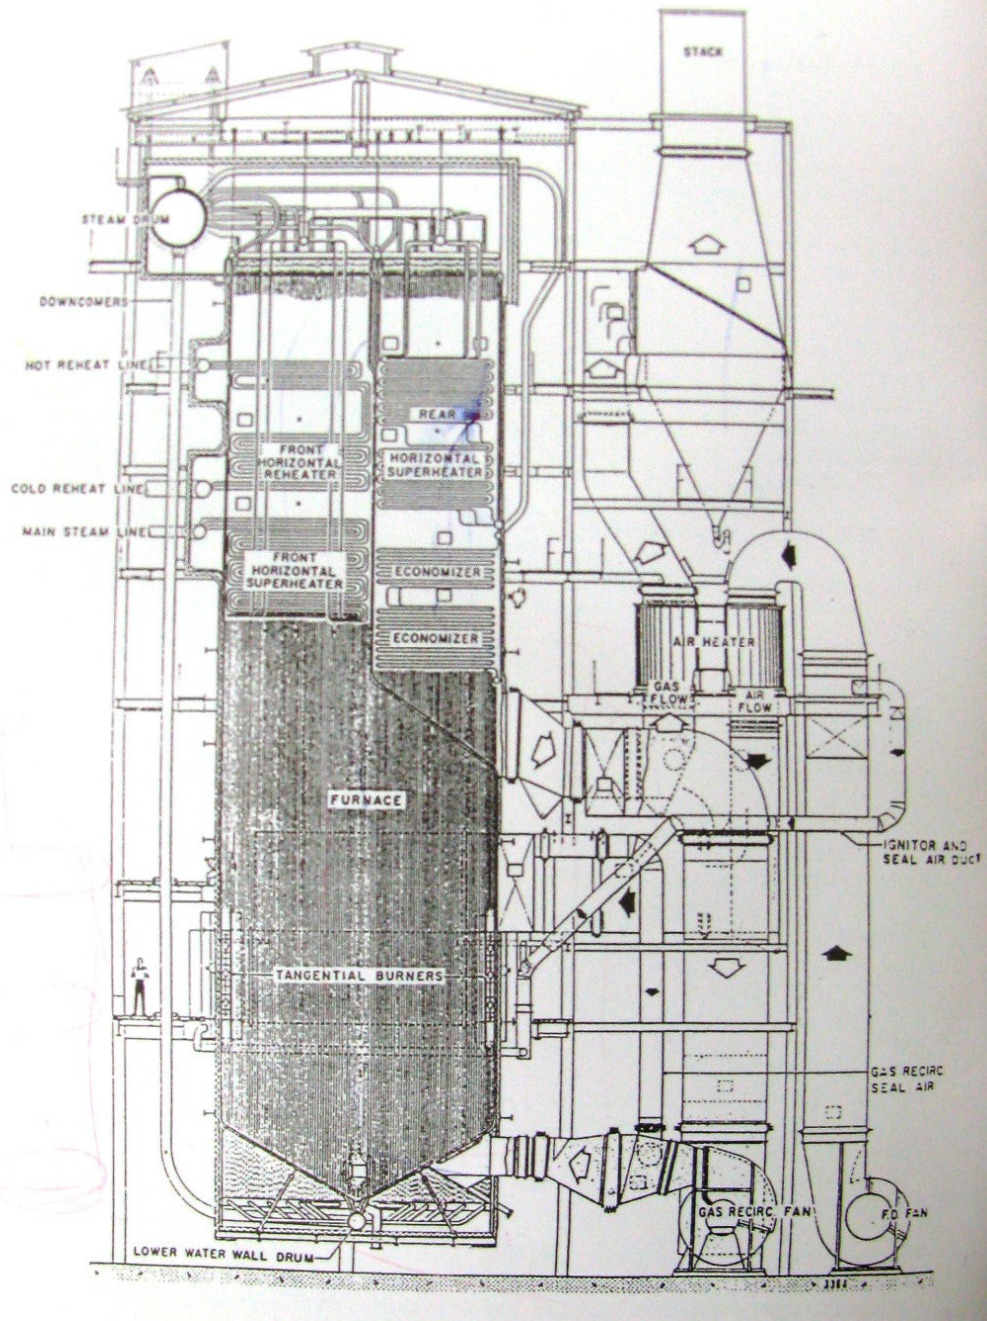 STACK
STEAM DRUM
DOWNCOMERS
HOT REHEAT LINE
REAR
FRONT
HORIZONTAL
REHEATER
HORIZONTAL
SUPERHEATER
COLD REHEAT LINE
MAIN STEAM LINE
FRONT
HORIZONTAL
SUPERHEATER
ECONOMIZER
ECONOMIZER
AIR HEATER
GAS
FLOW
AIR
FLOW
FURNACE
IGNITOR AND
SEAL AIR DUCT
TANGENTIAL BURNERS
GAS RECIRC
SEAL AIR
GAS RECIRC. FAN
F.D. FAN
LOWER WATER WALL DRUM